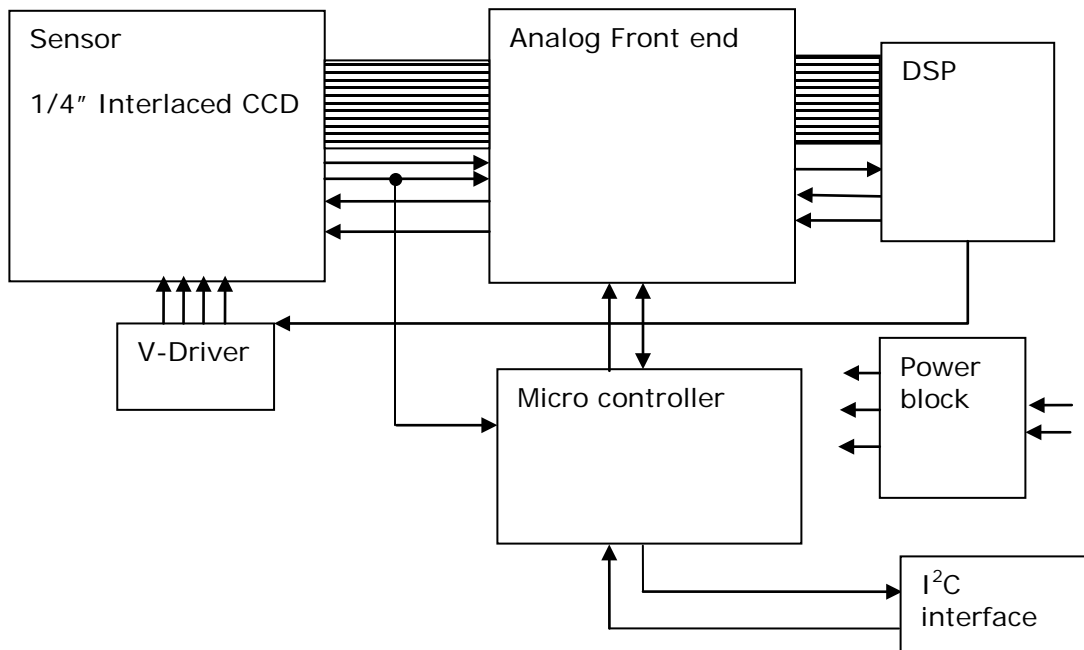 Sensor
1/4″ Interlaced CCD
Analog Front end
DSP
V-Driver
Micro controller
Power
block
I²C
interface